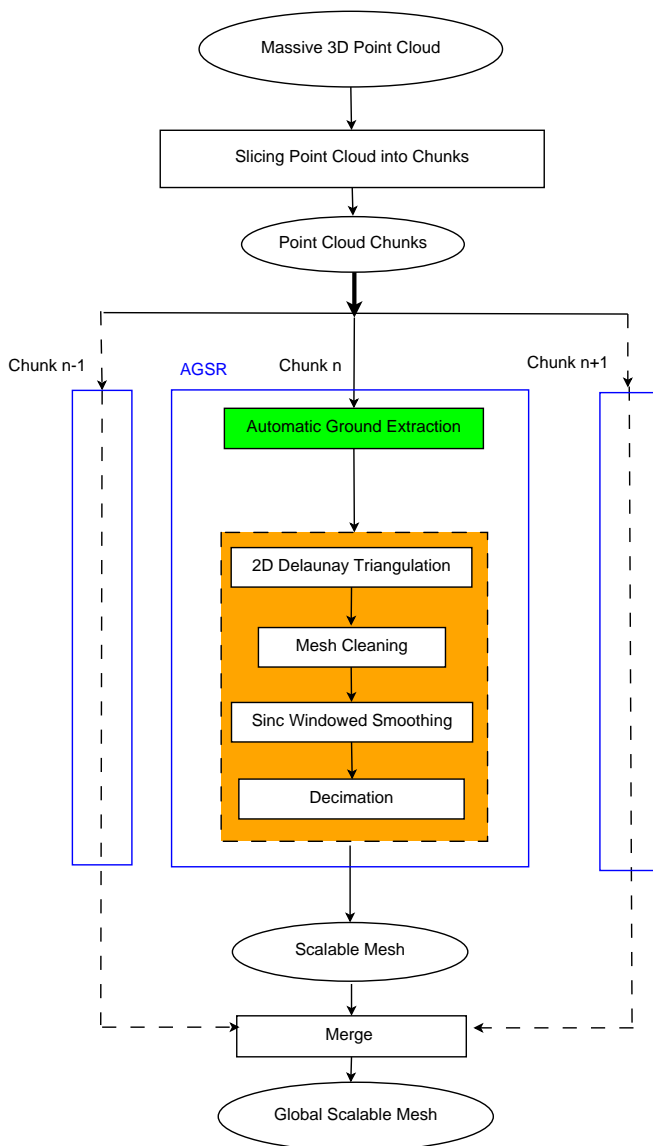 Massive 3D Point Cloud
Slicing Point Cloud into Chunks
Point Cloud Chunks
Chunk n-1
AGSR
Chunk n
Chunk n+1
Automatic Ground Extraction
2D Delaunay Triangulation
Mesh Cleaning
Sinc Windowed Smoothing
Decimation
Scalable Mesh
Merge
Global Scalable Mesh